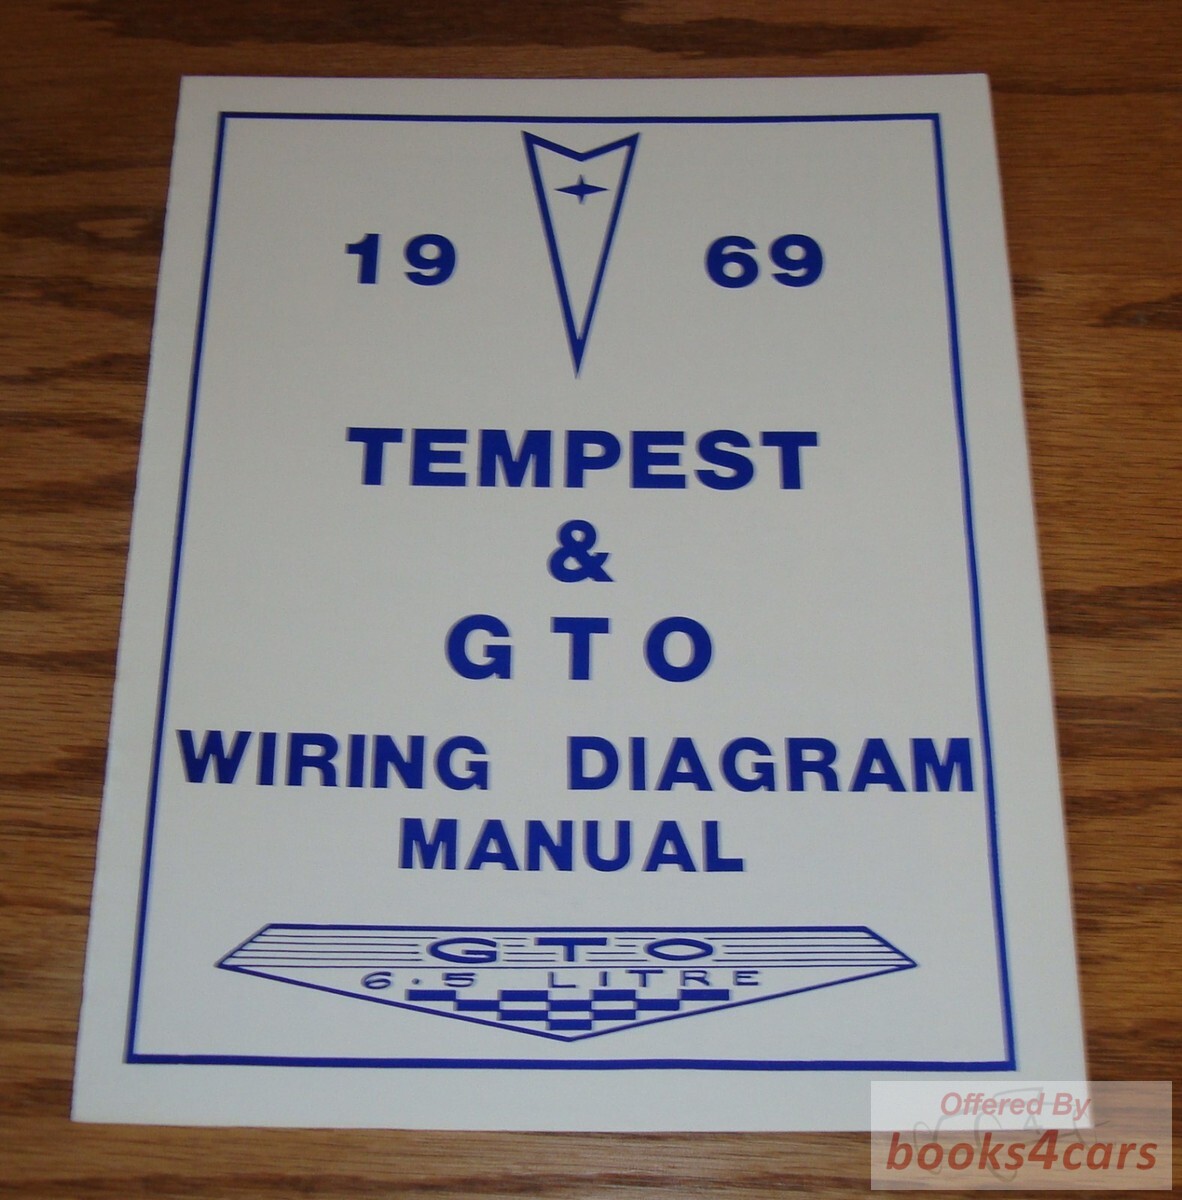 19 69
TEMPEST
&
GTO
WIRING DIAGRAM
MANUAL
GTO
6.5 LITRE
Offered By
books4cars